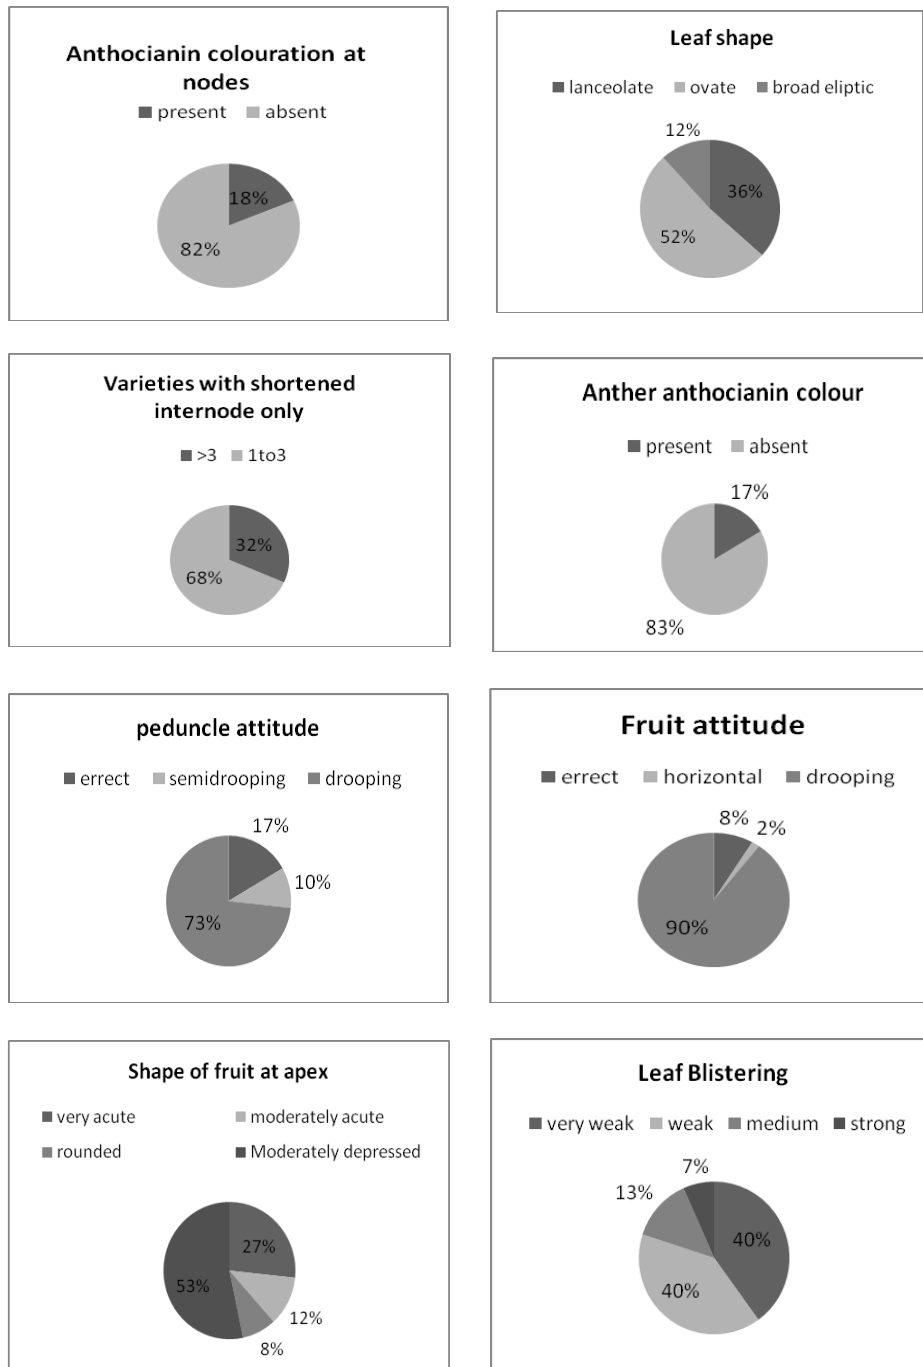 Anthocianin colouration at
nodes
present absent
18%
82%
Leaf shape
lanceolate ovate broad eliptic
12%
36%
52%
Varieties with shortened
internode only
>3 1to3
32%
68%
Anther anthocianin colour
present absent
17%
83%
peduncle attitude
errect semidrooping drooping
17%
10%
73%
Fruit attitude
errect horizontal drooping
8%
2%
90%
Shape of fruit at apex
very acute moderately acute
rounded Moderately depressed
27%
53%
12%
8%
Leaf Blistering
very weak weak medium strong
7%
13%
40%
40%